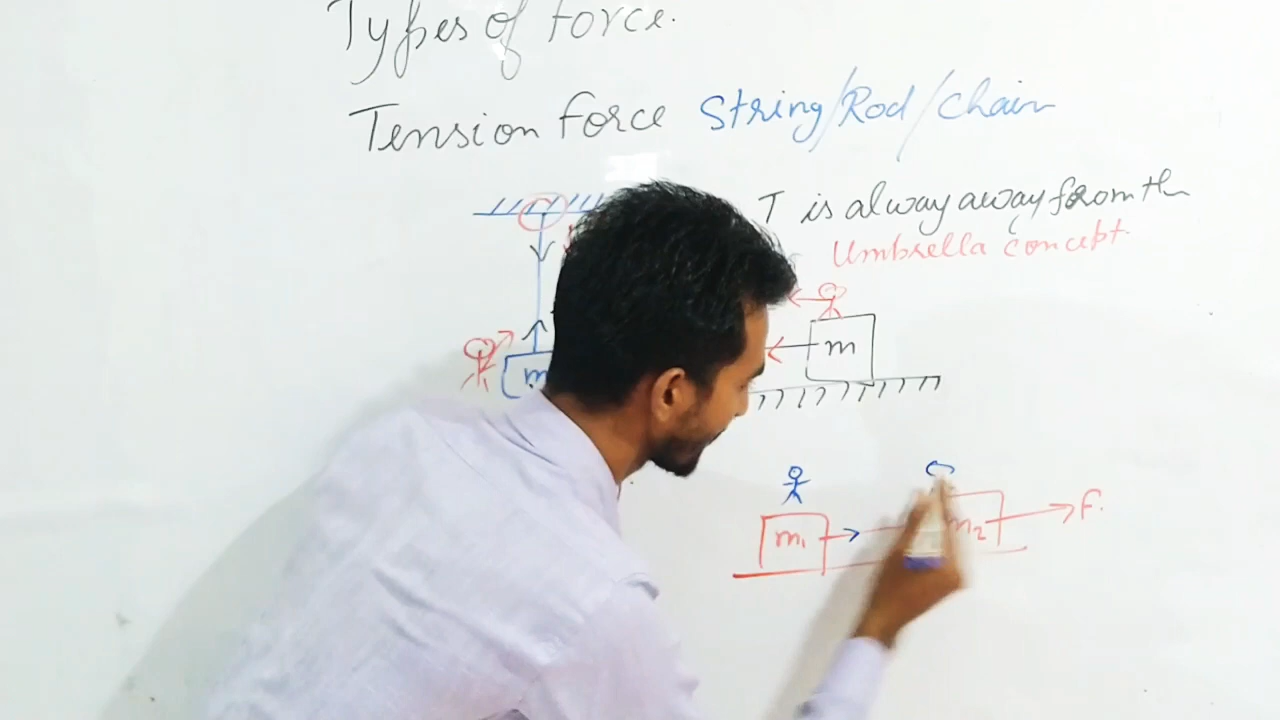 Types of force.
Tension force String/Rod/Chain
T is alway away from th
Umbrella concept.
m
m
m₁
m₂
F.